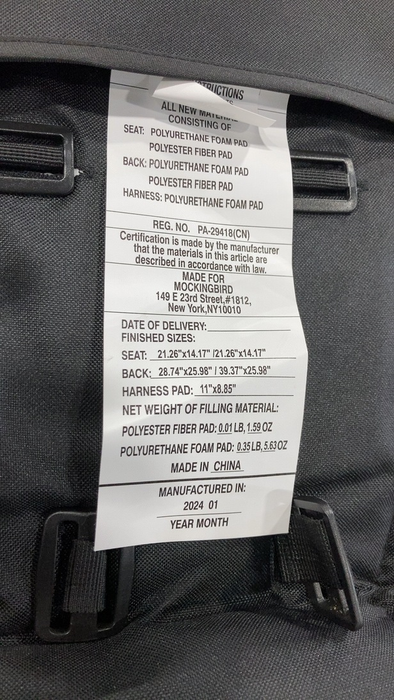 ALL NEW MATERIAL
CONSISTING OF
SEAT: POLYURETHANE FOAM PAD
POLYESTER FIBER PAD
BACK: POLYURETHANE FOAM PAD
POLYESTER FIBER PAD
HARNESS: POLYURETHANE FOAM PAD
REG. NO. PA-29418(CN)
Certification is made by the manufacturer
that the materials in this article are
described in accordance with law.
MADE FOR
MOCKINGBIRD
149 E 23rd Street,#1812,
New York,NY10010
DATE OF DELIVERY:
FINISHED SIZES:
SEAT: 21.26"x14.17" /21.26"x14.17"
BACK: 28.74"x25.98" / 39.37"x25.98"
HARNESS PAD: 11"x8.85"
NET WEIGHT OF FILLING MATERIAL:
POLYESTER FIBER PAD: 0.01 LB, 1.59 OZ
POLYURETHANE FOAM PAD: 0.35 LB, 5.63 OZ
MADE IN CHINA
MANUFACTURED IN:
2024 01
YEAR MONTH